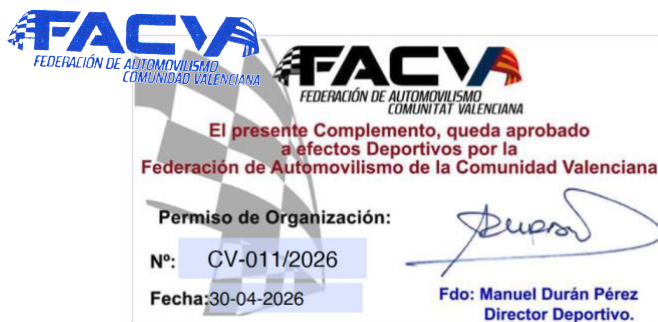 FACVA
FEDERACIÓN DE AUTOMOVILISMO
COMUNIDAD VALENCIANA
FACVA
FEDERACIÓN DE AUTOMOVILISMO
COMUNITAT VALENCIANA
El presente Complemento, queda aprobado
a efectos Deportivos por la
Federación de Automovilismo de la Comunidad Valenciana
Permiso de Organización:
Nº: CV-011/2026
Fecha:30-04-2026
Fdo: Manuel Durán Pérez
Director Deportivo.